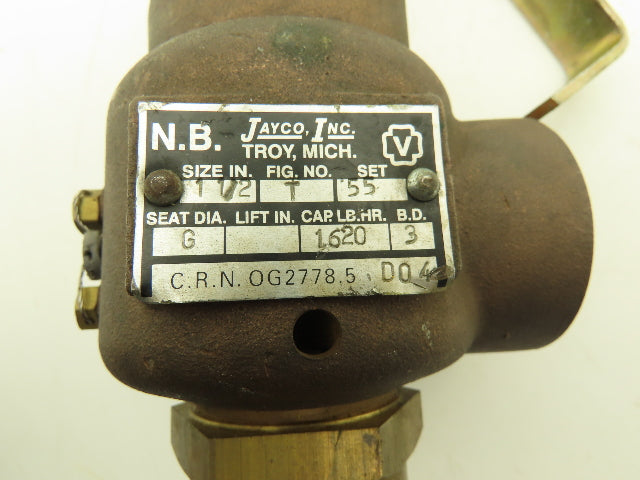 N.B. JAYCO, INC. V
TROY, MICH.
SIZE IN. FIG. NO. SET
1 1/2 T 55
SEAT DIA. LIFT IN. CAP. LB.HR. B.D.
G 1620 3
C.R.N. OG2778.5 D04